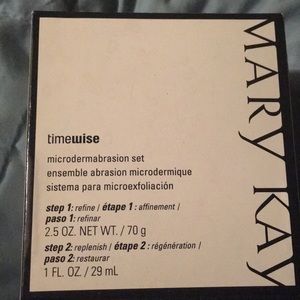 MARY KAY
timewise
microdermabrasion set
ensemble abrasion microdermique
sistema para microexfoliación
step 1: refine / étape 1 : affinement /
paso 1: refinar
2.5 OZ. NET WT. / 70 g
step 2: replenish / étape 2 : régénération /
paso 2: restaurar
1 FL. OZ. / 29 mL